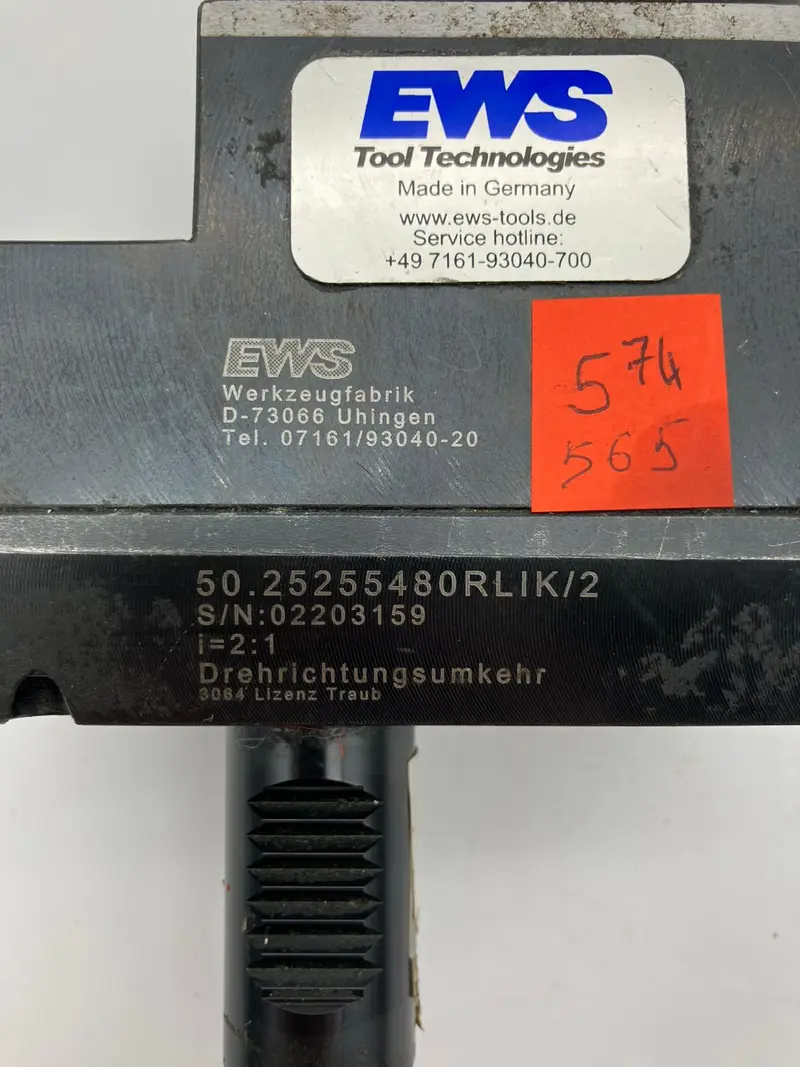 EWS
Tool Technologies
Made in Germany
www.ews-tools.de
Service hotline:
+49 7161-93040-700
EWS
Werkzeugfabrik
D-73066 Uhingen
Tel. 07161/93040-20
574
565
50.25255480RLIK/2
S/N:02203159
i=2:1
Drehrichtungsumkehr
3064 Lizenz Traub